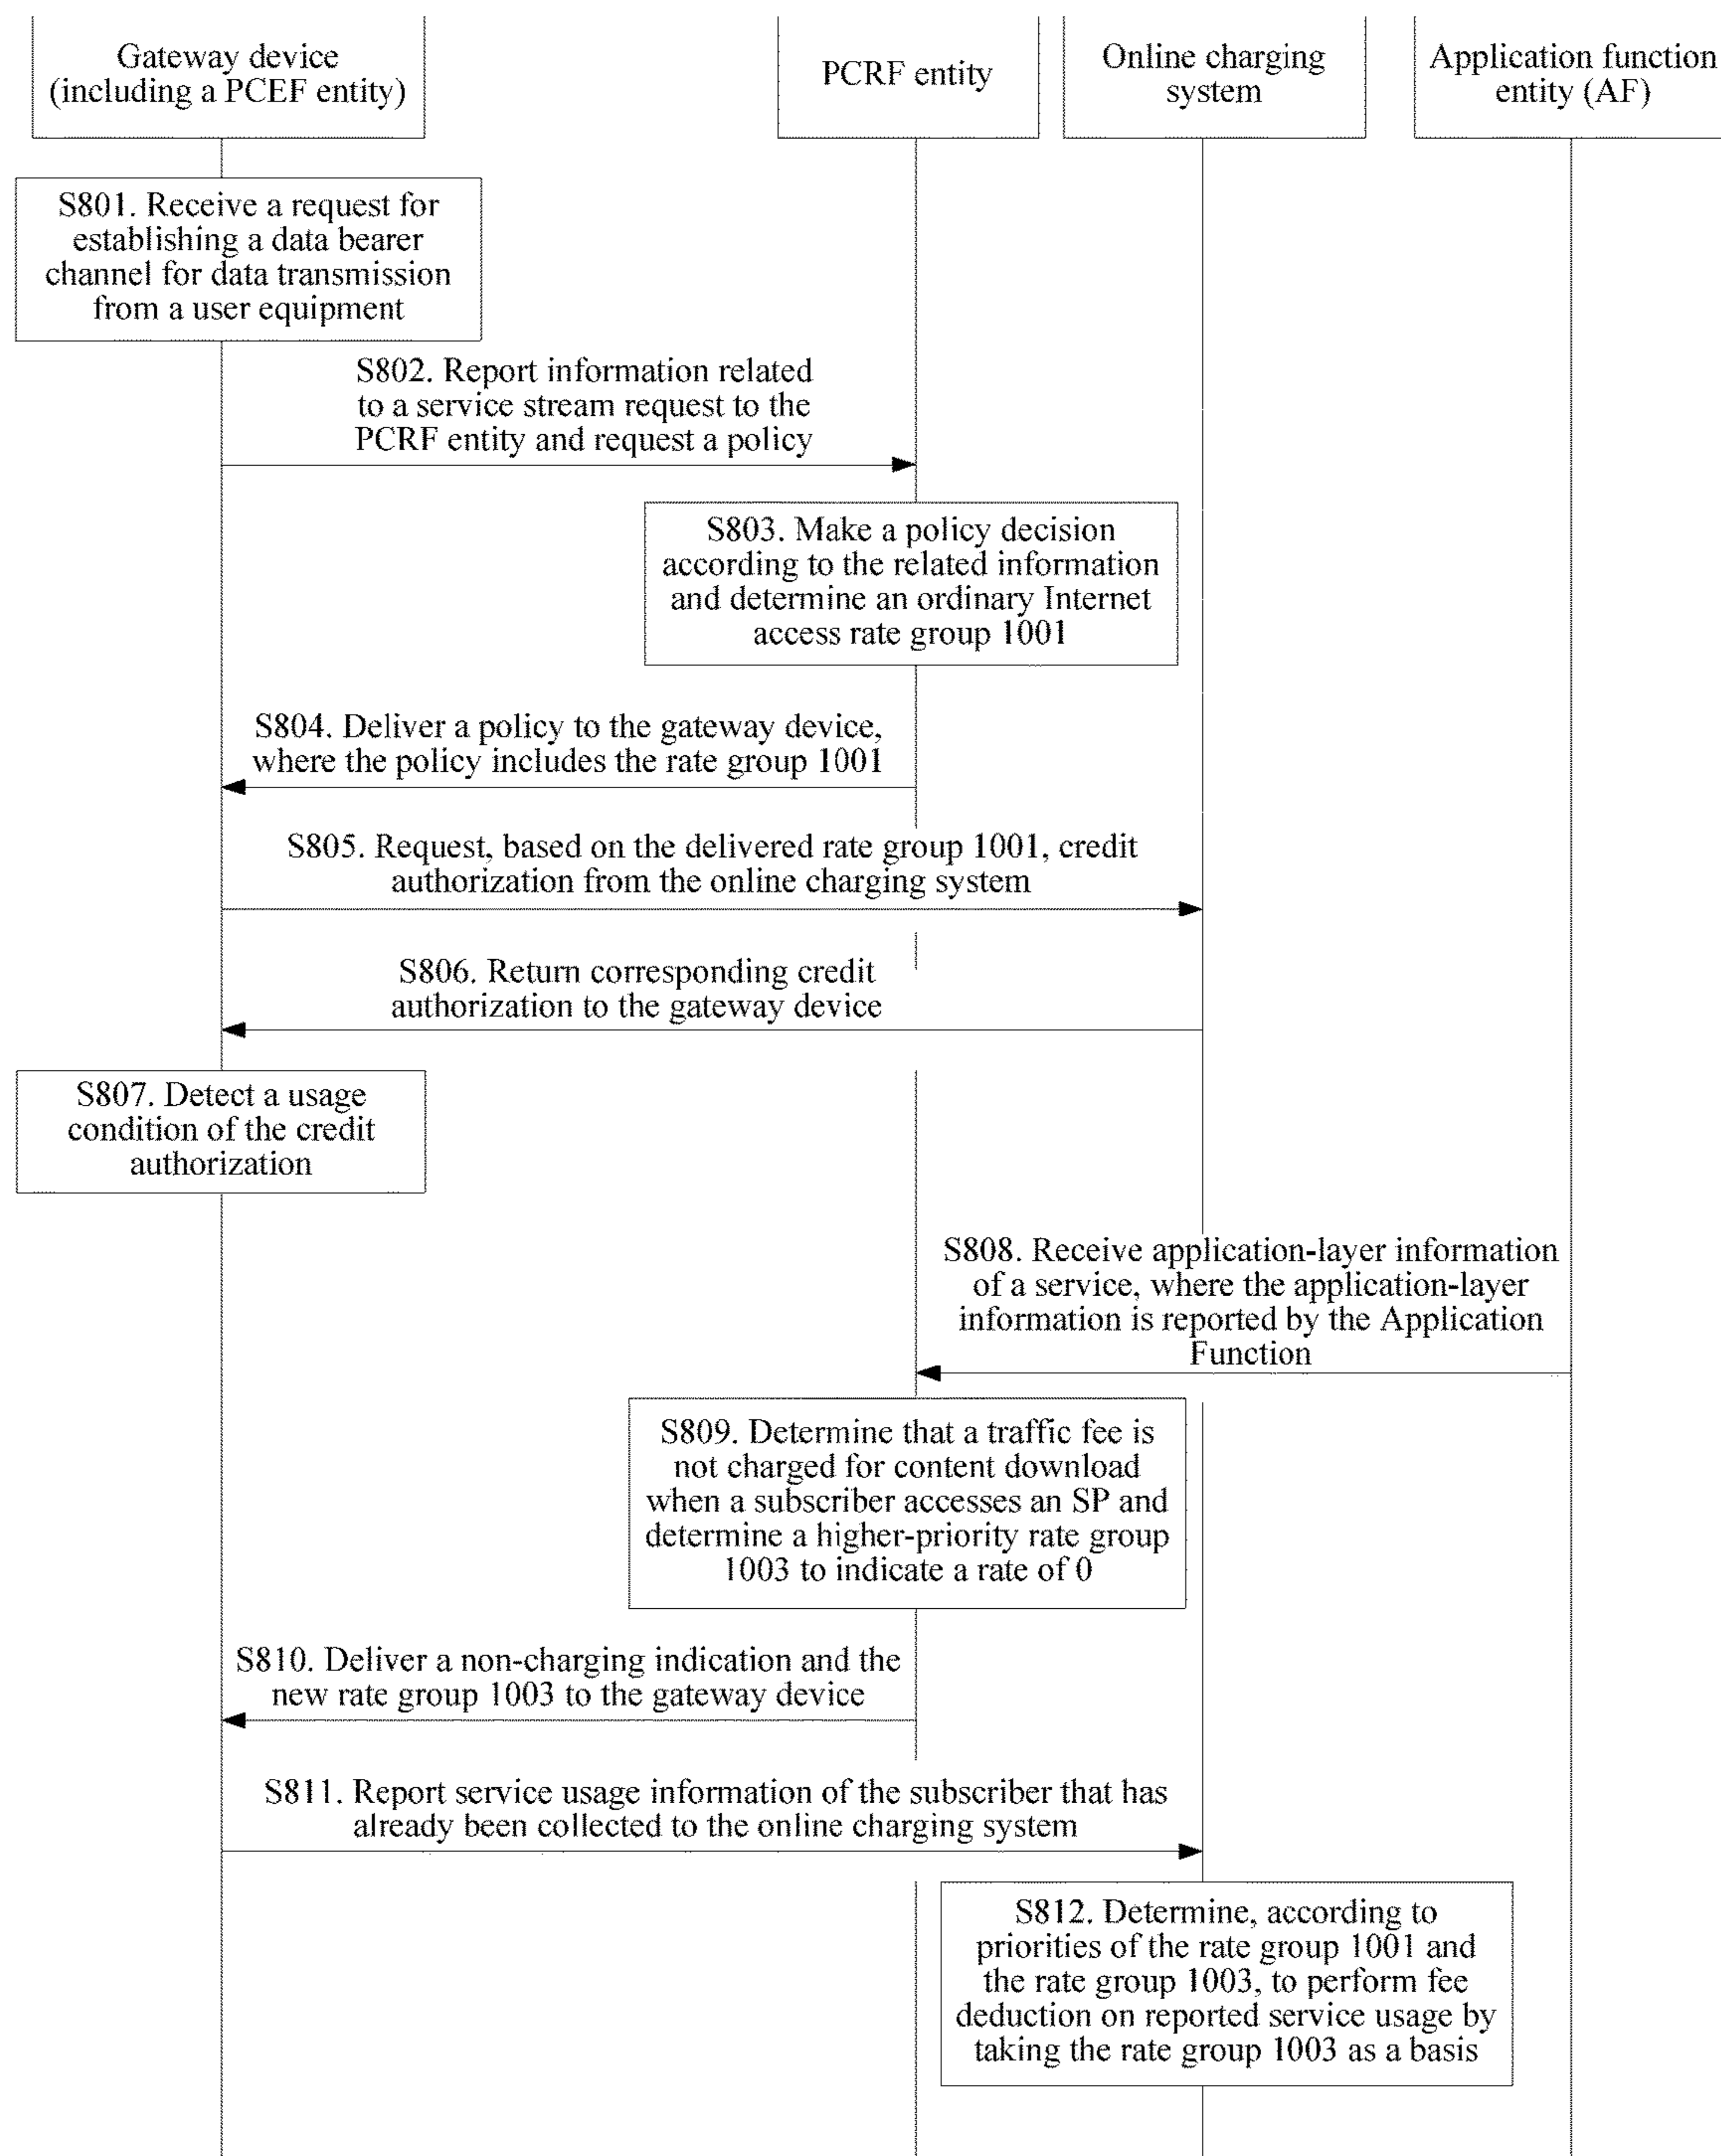 Gateway device
(including a PCEF entity)
PCRF entity
Online charging
system
Application function
entity (AF)
S801. Receive a request for
establishing a data bearer
channel for data transmission
from a user equipment
S802. Report information related
to a service stream request to the
PCRF entity and request a policy
S803. Make a policy decision
according to the related information
and determine an ordinary Internet
access rate group 1001
S804. Deliver a policy to the gateway device,
where the policy includes the rate group 1001
S805. Request, based on the delivered rate group 1001, credit
authorization from the online charging system
S806. Return corresponding credit
authorization to the gateway device
S807. Detect a usage
condition of the credit
authorization
S808. Receive application-layer information
of a service, where the application-layer
information is reported by the Application
Function
S809. Determine that a traffic fee is
not charged for content download
when a subscriber accesses an SP and
determine a higher-priority rate group
1003 to indicate a rate of 0
S810. Deliver a non-charging indication and the
new rate group 1003 to the gateway device
S811. Report service usage information of the subscriber that has
already been collected to the online charging system
S812. Determine, according to
priorities of the rate group 1001 and
the rate group 1003, to perform fee
deduction on reported service usage by
taking the rate group 1003 as a basis